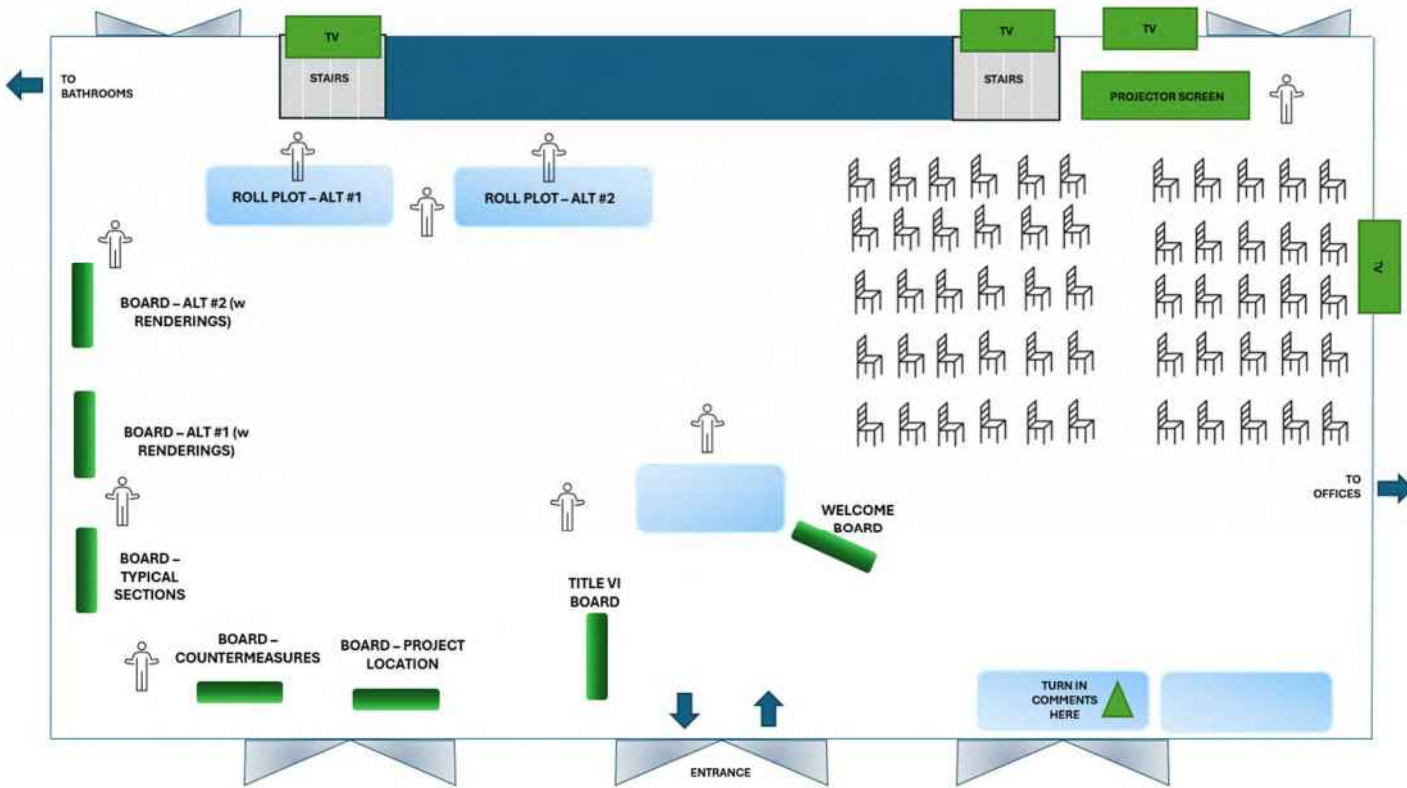 TV
TV
TV
TO
BATHROOMS
STAIRS
STAIRS
PROJECTOR SCREEN
ROLL PLOT – ALT #1
ROLL PLOT – ALT #2
TV
BOARD – ALT #2 (w
RENDERINGS)
BOARD – ALT #1 (w
RENDERINGS)
TO
OFFICES
WELCOME
BOARD
BOARD –
TYPICAL
SECTIONS
TITLE VI
BOARD
BOARD –
COUNTERMEASURES
BOARD – PROJECT
LOCATION
TURN IN
COMMENTS
HERE
ENTRANCE